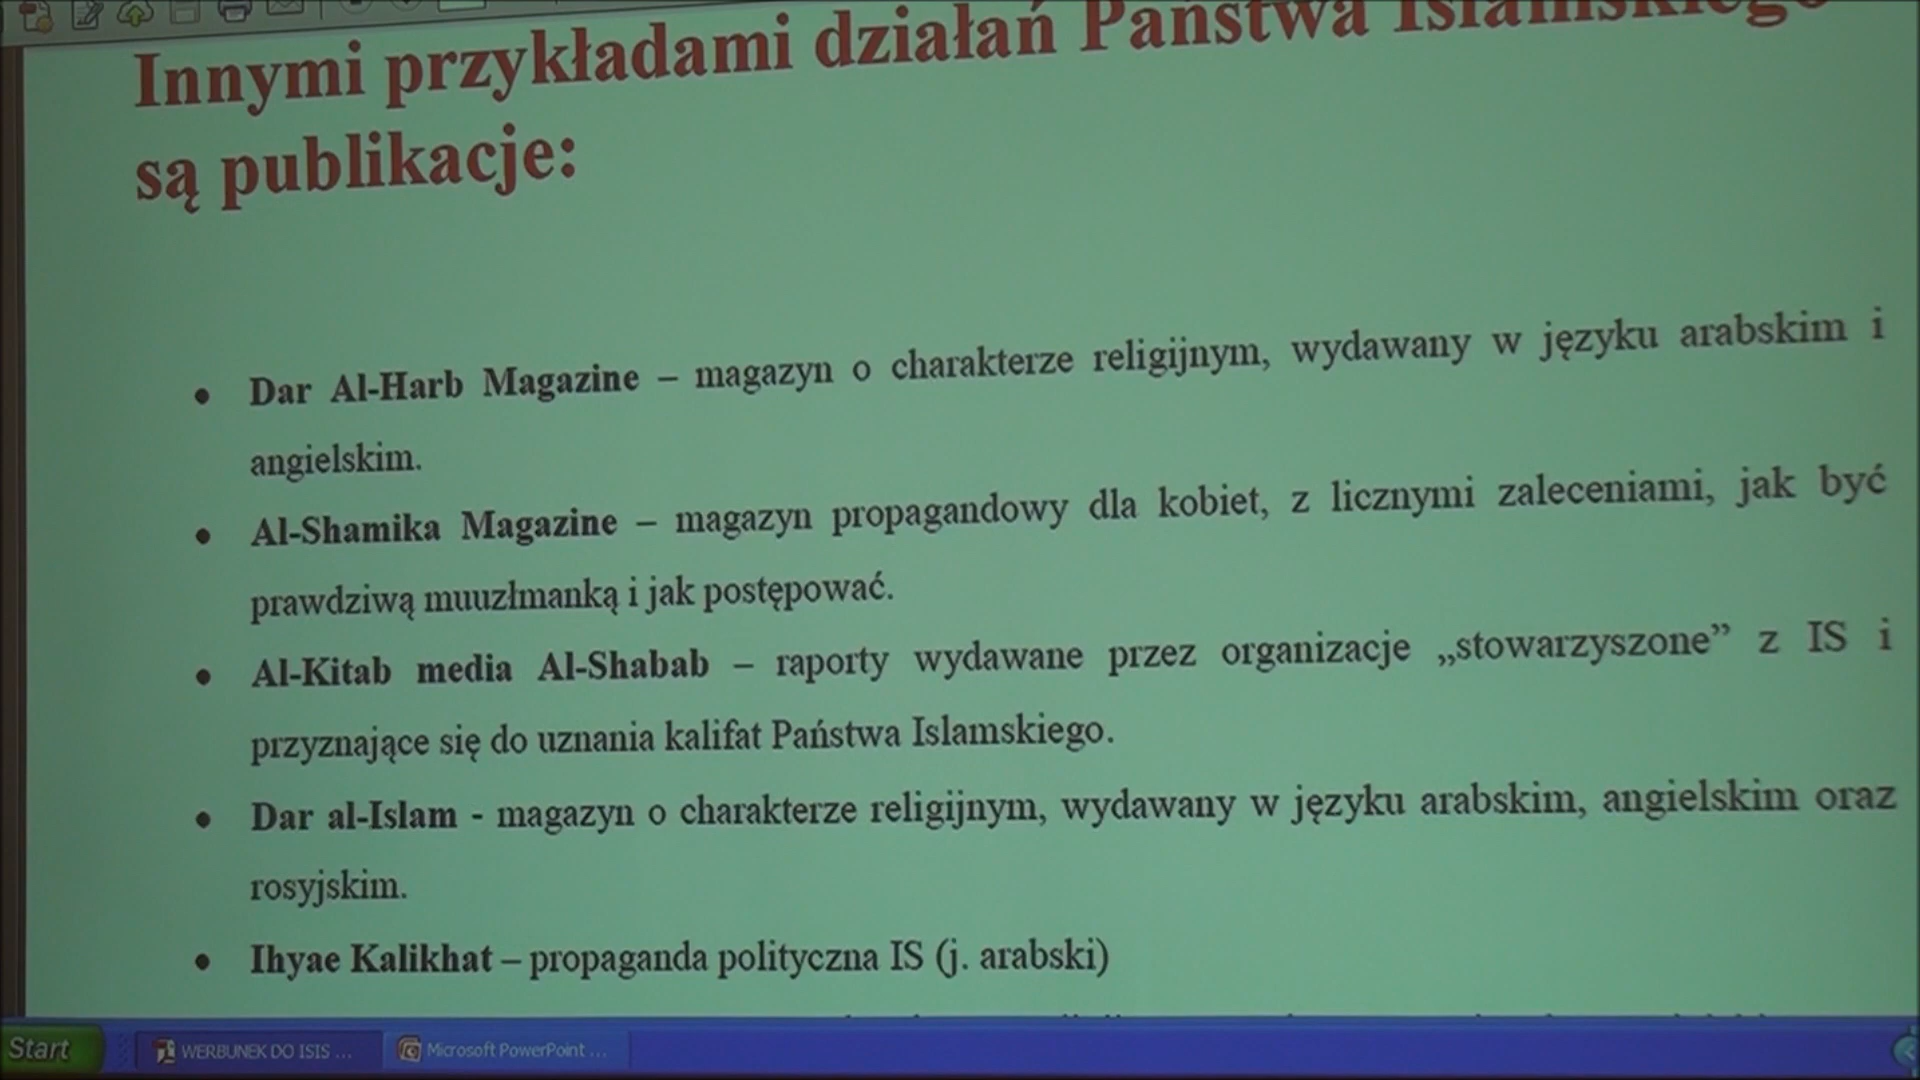 Innymi przykładami działań Państwa Islamskiego
są publikacje:
• Dar Al-Harb Magazine – magazyn o charakterze religijnym, wydawany w języku arabskim i
angielskim.
• Al-Shamika Magazine – magazyn propagandowy dla kobiet, z licznymi zaleceniami, jak być
prawdziwą muuzłmanką i jak postępować.
• Al-Kitab media Al-Shabab – raporty wydawane przez organizacje „stowarzyszone” z IS i
przyznające się do uznania kalifat Państwa Islamskiego.
• Dar al-Islam - magazyn o charakterze religijnym, wydawany w języku arabskim, angielskim oraz
rosyjskim.
• Ihyae Kalikhat – propaganda polityczna IS (j. arabski)
Start WERBUNEK DO ISIS ... Microsoft PowerPoint ...